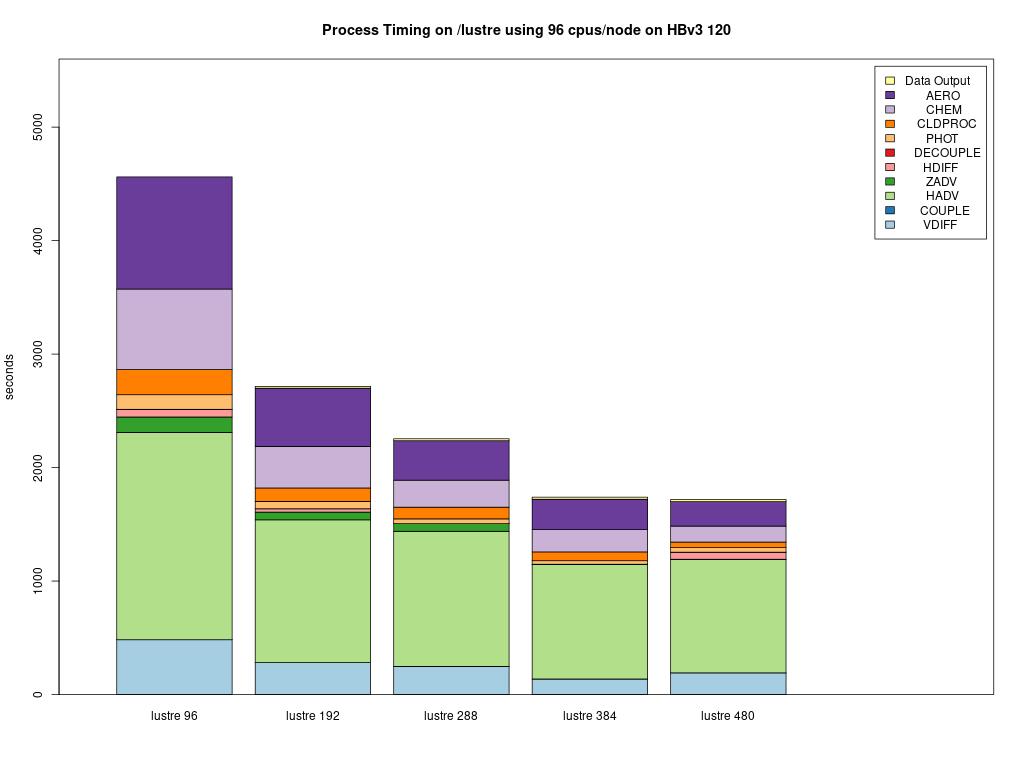 Process Timing on /lustre using 96 cpus/node on HBv3 120
Data Output
AERO
CHEM
CLDPROC
PHOT
DECOUPLE
HDIFF
ZADV
HADV
COUPLE
VDIFF
seconds
5000
4000
3000
2000
1000
0
lustre 96
lustre 192
lustre 288
lustre 384
lustre 480